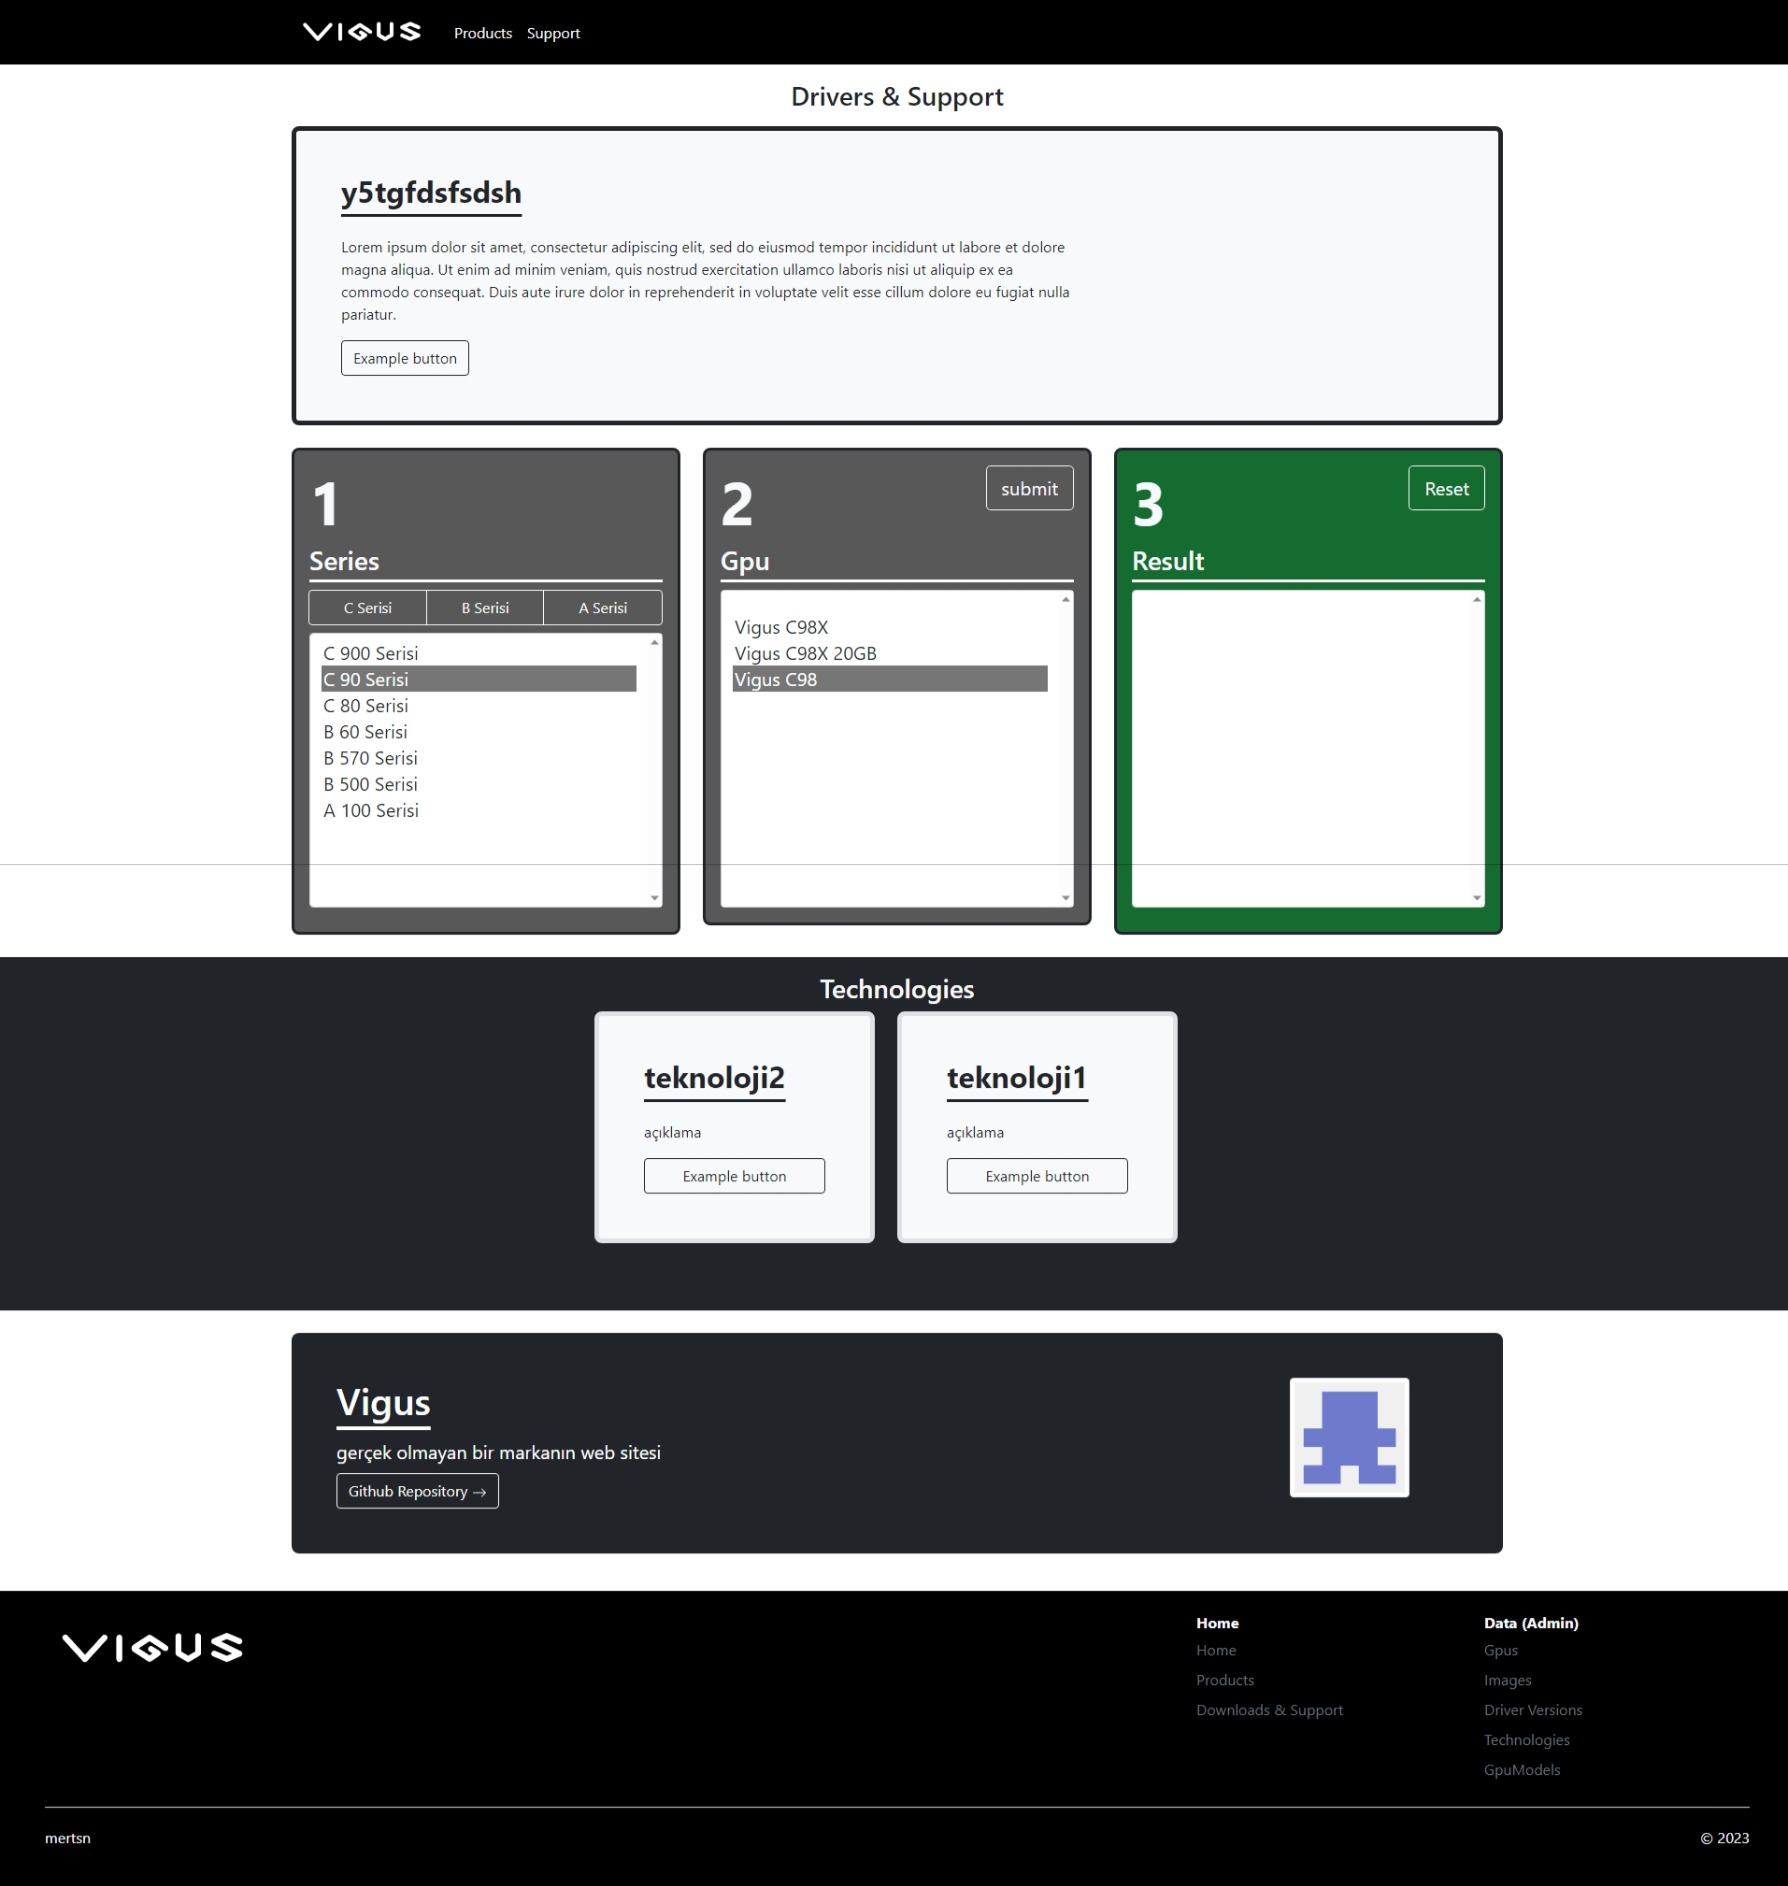 VIGUS
Products Support
Drivers & Support
y5tgfdsfsdsh
Lorem ipsum dolor sit amet, consectetur adipiscing elit, sed do eiusmod tempor incididunt ut labore et dolore
magna aliqua. Ut enim ad minim veniam, quis nostrud exercitation ullamco laboris nisi ut aliquip ex ea
commodo consequat. Duis aute irure dolor in reprehenderit in voluptate velit esse cillum dolore eu fugiat nulla
pariatur.
Example button
1
Series
C Serisi B Serisi A Serisi
C 900 Serisi
C 90 Serisi
C 80 Serisi
B 60 Serisi
B 570 Serisi
B 500 Serisi
A 100 Serisi
2
submit
Gpu
Vigus C98X
Vigus C98X 20GB
Vigus C98
3
Reset
Result
Technologies
teknoloji2
açıklama
Example button
teknoloji1
açıklama
Example button
Vigus
gerçek olmayan bir markanın web sitesi
Github Repository →
VIGUS
Home
Home
Products
Downloads & Support
Data (Admin)
Gpus
Images
Driver Versions
Technologies
GpuModels
mertsn
© 2023